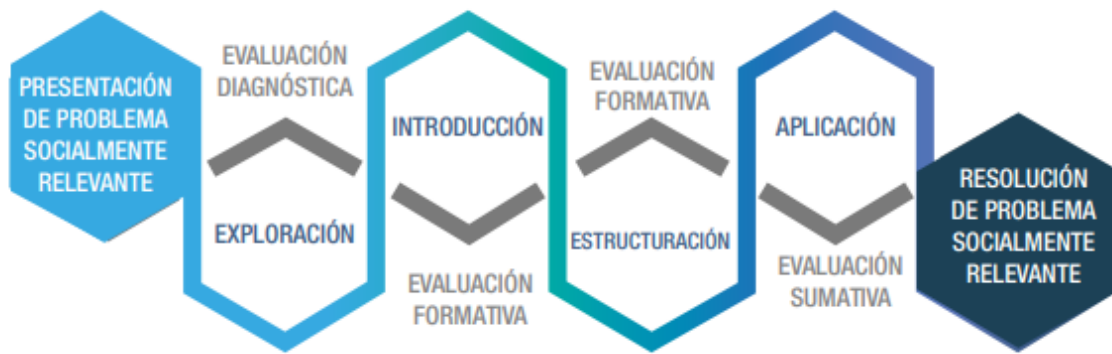 PRESENTACIÓN
DE PROBLEMA
SOCIALMENTE
RELEVANTE
EVALUACIÓN
DIAGNÓSTICA
EXPLORACIÓN
INTRODUCCIÓN
EVALUACIÓN
FORMATIVA
EVALUACIÓN
FORMATIVA
ESTRUCTURACIÓN
APLICACIÓN
EVALUACIÓN
SUMATIVA
RESOLUCIÓN
DE PROBLEMA
SOCIALMENTE
RELEVANTE